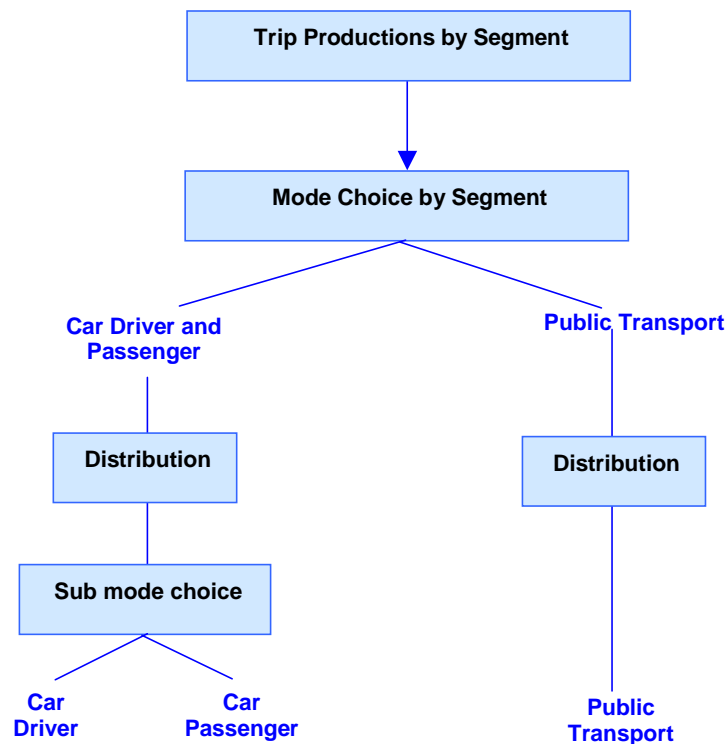 Trip Productions by Segment
Mode Choice by Segment
Car Driver and
Passenger
Public Transport
Distribution
Distribution
Sub mode choice
Car
Driver
Car
Passenger
Public
Transport